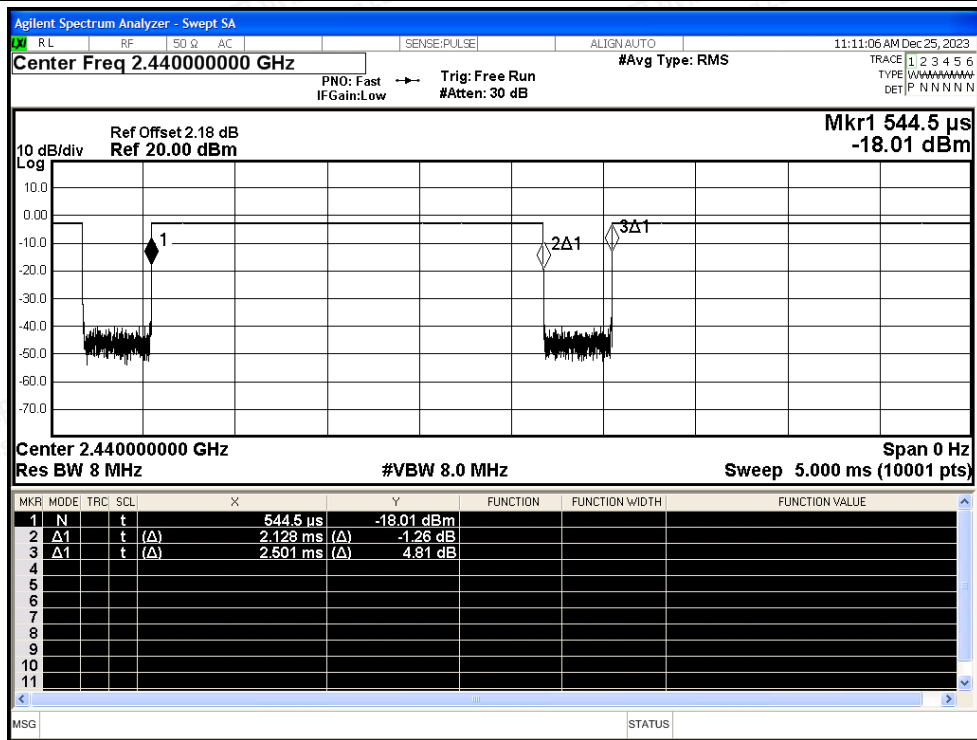 Agilent Spectrum Analyzer - Swept SA
LXI RL RF 50 Ω AC SENSE:PULSE ALIGN AUTO 11:11:06 AM Dec 25, 2023
Center Freq 2.440000000 GHz #Avg Type: RMS TRACE 1 2 3 4 5 6
PNO: Fast Trig: Free Run TYPE
IFGain:Low #Atten: 30 dB DET P N N N N N
Mkr1 544.5 µs
-18.01 dBm
Ref Offset 2.18 dB
10 dB/div Ref 20.00 dBm
Log
10.0
0.00
-10.0
-20.0
-30.0
-40.0
-50.0
-60.0
-70.0
1
2Δ1
3Δ1
Center 2.440000000 GHz Span 0 Hz
Res BW 8 MHz #VBW 8.0 MHz Sweep 5.000 ms (10001 pts)
MKR MODE TRC SCL X Y FUNCTION FUNCTION WIDTH FUNCTION VALUE
1 N t 544.5 µs -18.01 dBm
2 Δ1 t (Δ) 2.128 ms (Δ) -1.26 dB
3 Δ1 t (Δ) 2.501 ms (Δ) 4.81 dB
4
5
6
7
8
9
10
11
MSG STATUS